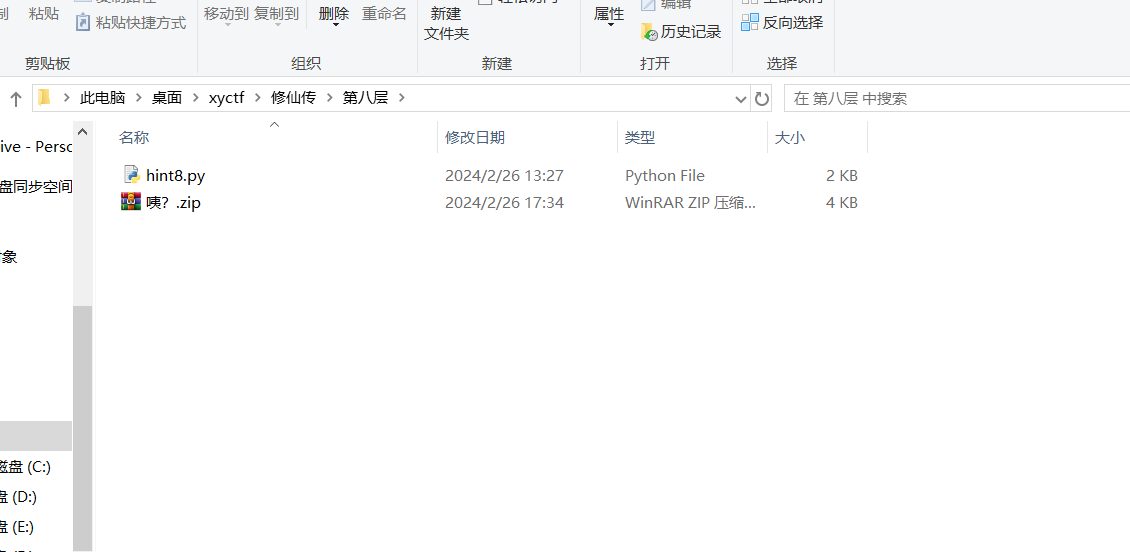 粘贴
粘贴快捷方式
移动到 复制到
删除 重命名
新建
文件夹
属性
编辑
历史记录
反向选择
剪贴板
组织
新建
打开
选择
此电脑 桌面 xyctf 修仙传 第八层
在 第八层 中搜索
名称 修改日期 类型 大小
ive - Persc
盘同步空间
hint8.py 2024/2/26 13:27 Python File 2 KB
咦？.zip 2024/2/26 17:34 WinRAR ZIP 压缩... 4 KB
象
磁盘 (C:)
盘 (D:)
盘 (E:)